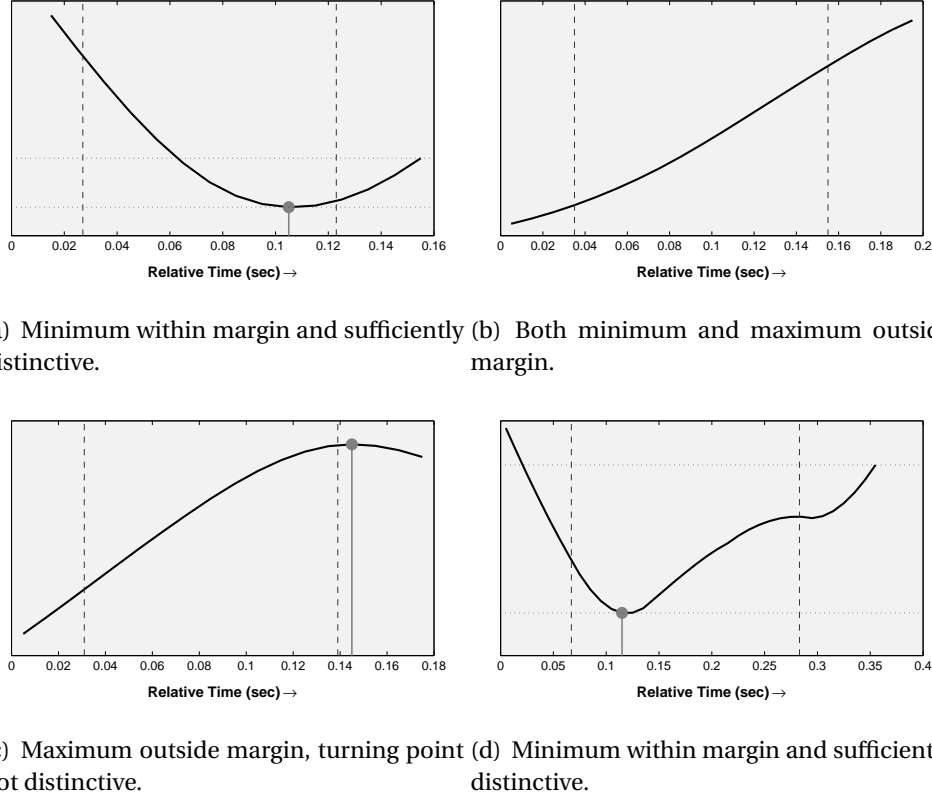 0 0.02 0.04 0.06 0.08 0.1 0.12 0.14 0.16
Relative Time (sec) →
0 0.02 0.04 0.06 0.08 0.1 0.12 0.14 0.16 0.18 0.2
Relative Time (sec) →
) Minimum within margin and sufficiently
istinctive.
(b) Both minimum and maximum outsid
margin.
0 0.02 0.04 0.06 0.08 0.1 0.12 0.14 0.16 0.18
Relative Time (sec) →
0 0.05 0.1 0.15 0.2 0.25 0.3 0.35 0.4
Relative Time (sec) →
) Maximum outside margin, turning point
ot distinctive.
(d) Minimum within margin and sufficient
distinctive.